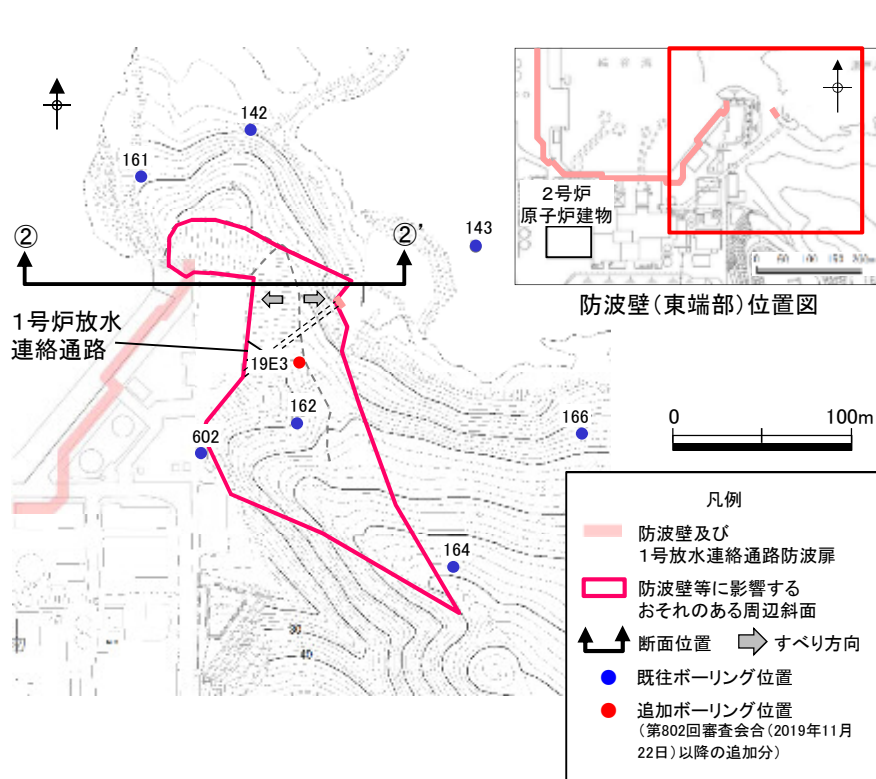 142
161
143
②
②'
1号炉放水
連絡通路
19E3
162
602
166
164
30
40
2号炉
原子炉建物
0 50 100 150 200m
防波壁(東端部)位置図
0 100m
凡例
防波壁及び
1号放水連絡通路防波扉
防波壁等に影響する
おそれのある周辺斜面
断面位置 すべり方向
既往ボーリング位置
追加ボーリング位置
(第802回審査会合(2019年11月
22日)以降の追加分)